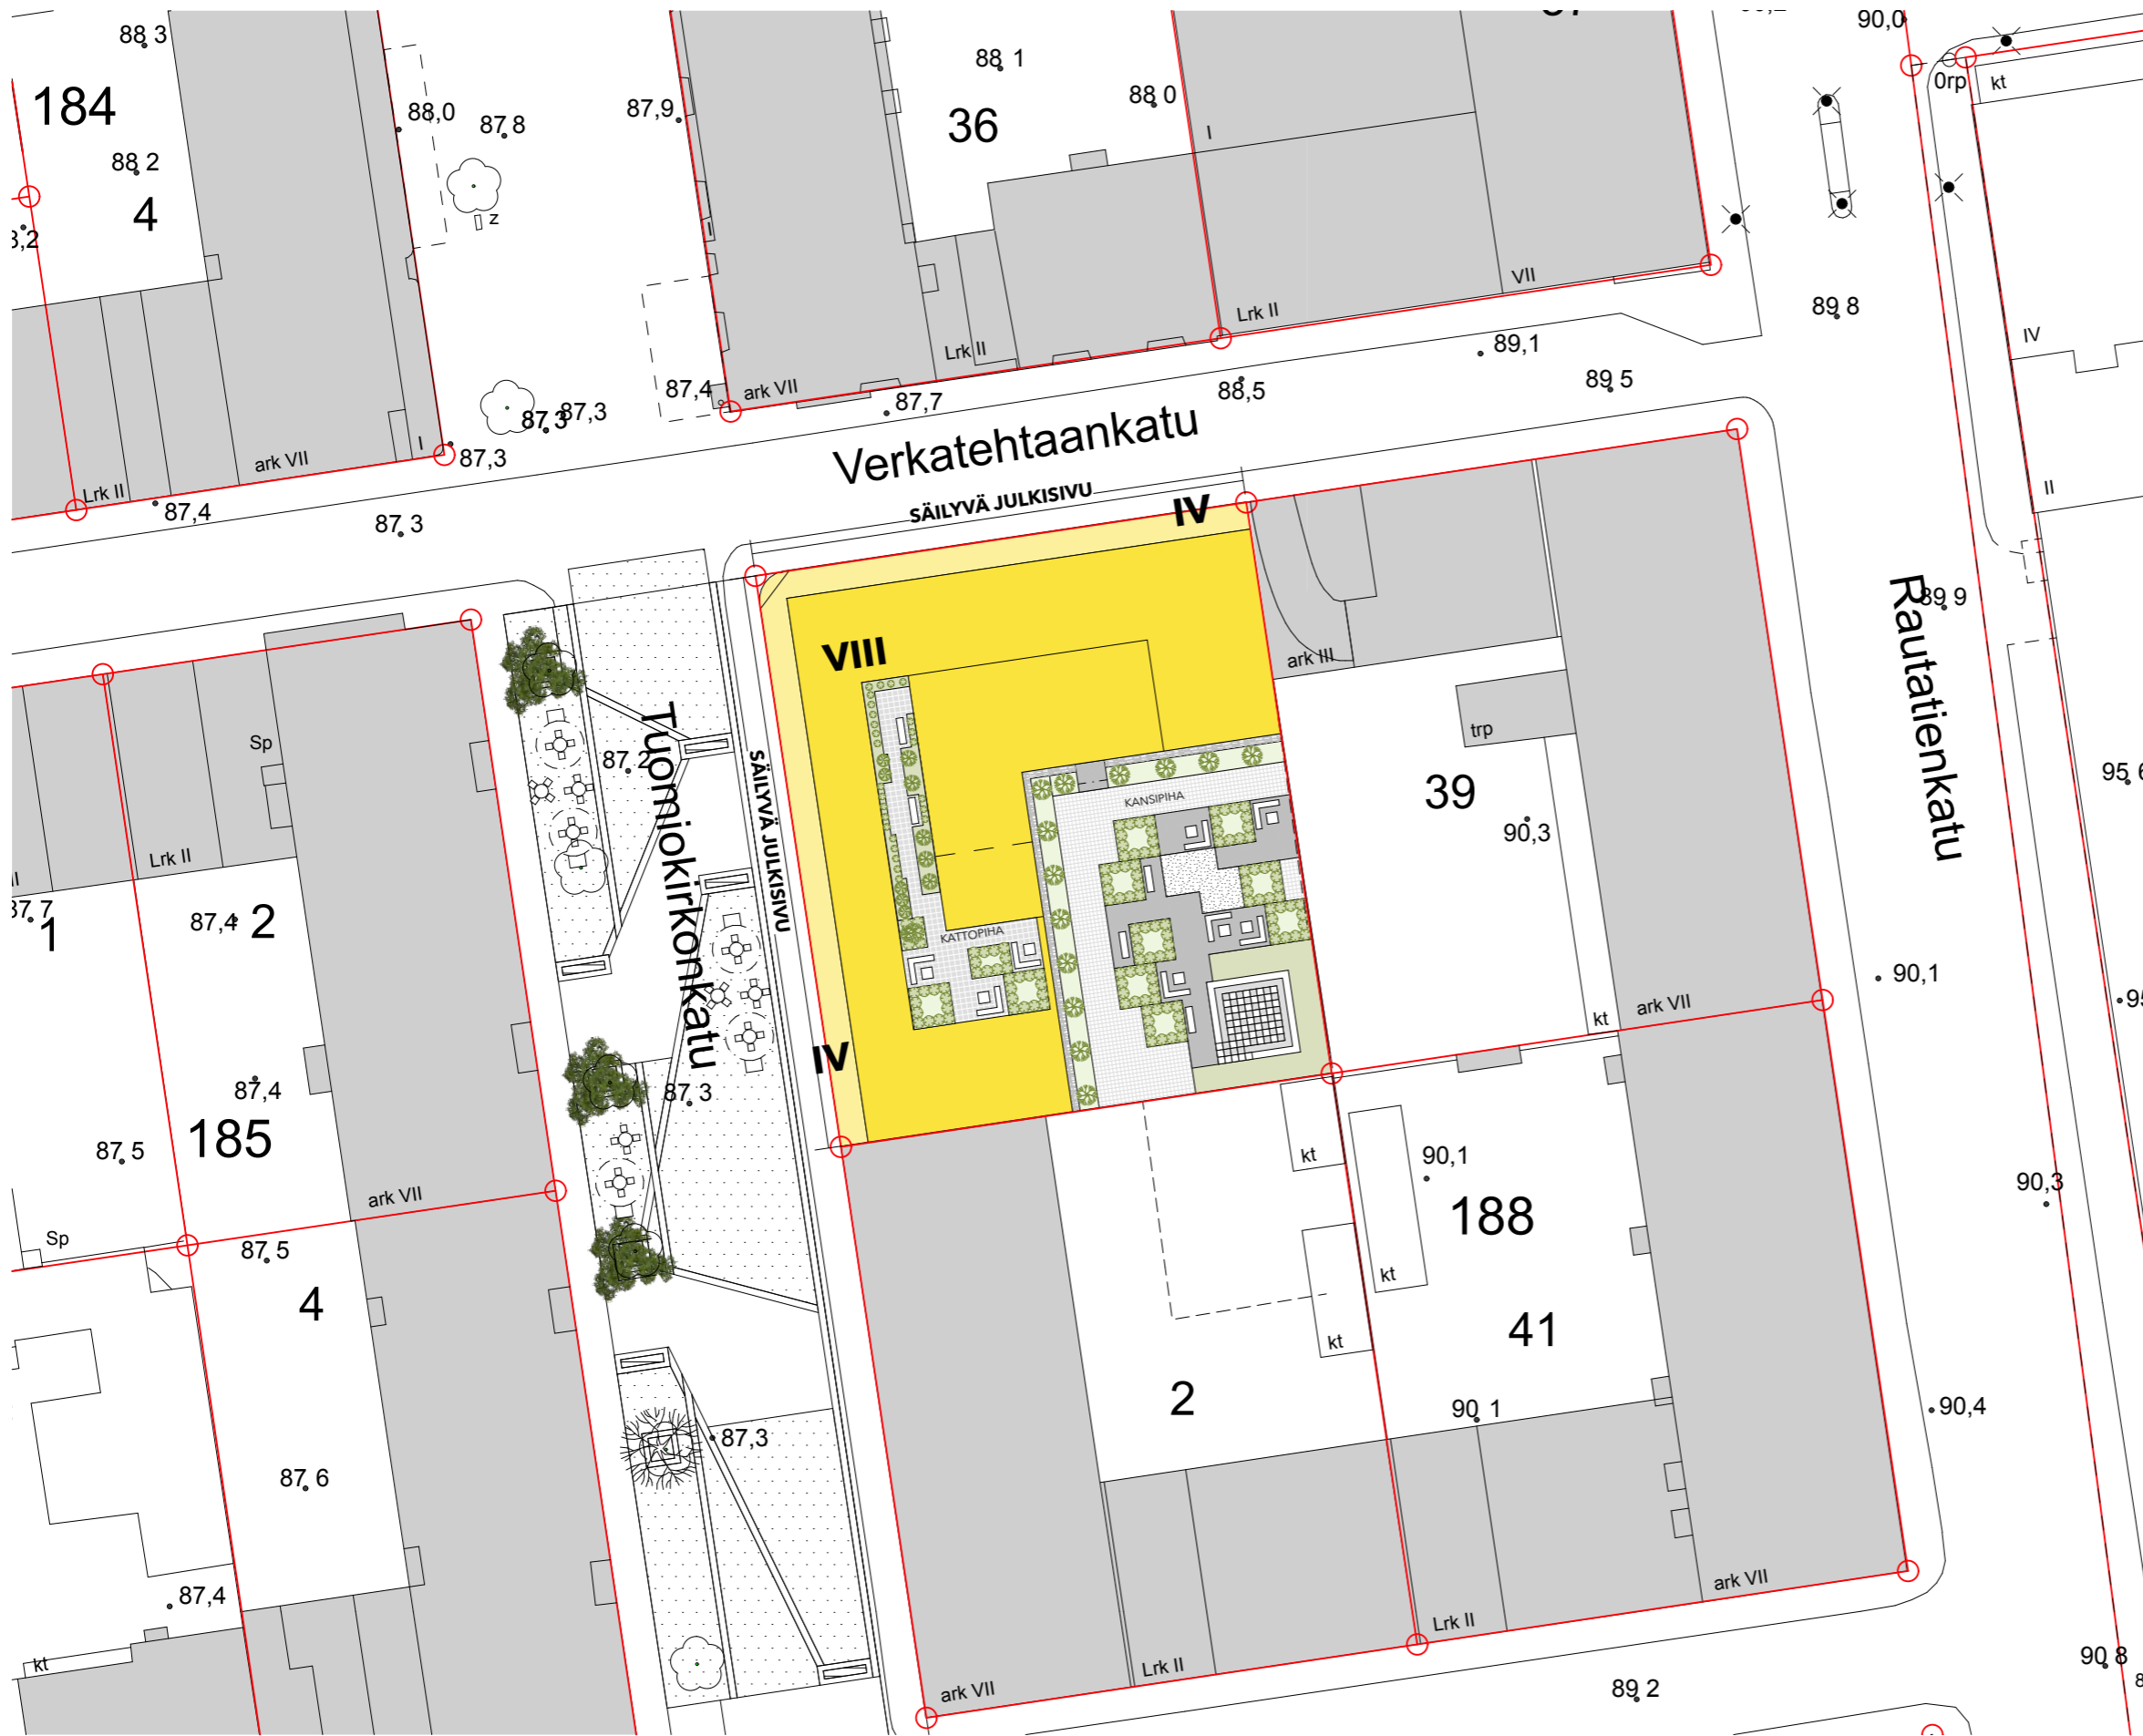 88 3
184
88 2
4
88,0
87 8
z
87,9
36
88 1
88 0
I
I
90,0
0rp
kt
VII
Lrk II
Lrk II
89 8
IV
89,1
89 5
88,5
87,7
ark VII
87,4
87,3
87,3
87,3
I
ark VII
Lrk II
87,4
87 3
II
Verkatehtaankatu
SÄILYVÄ JULKISIVU
IV
Rautatienkatu
89 9
VIII
ark III
trp
39
90,3
Sp
Lrk II
87,2
Tuomiokirkonkatu
SÄILYVÄ JULKISIVU
KANSIPIHA
KATTOPIHA
1
87,4
2
90,1
kt
ark VII
IV
87,4
87 3
185
87 5
ark VII
Sp
87 5
4
kt
90,1
188
90,3
kt
kt
41
2
90 1
90,4
87,3
87 6
87,4
kt
ark VII
Lrk II
ark VII
Lrk II
89 2
90 8